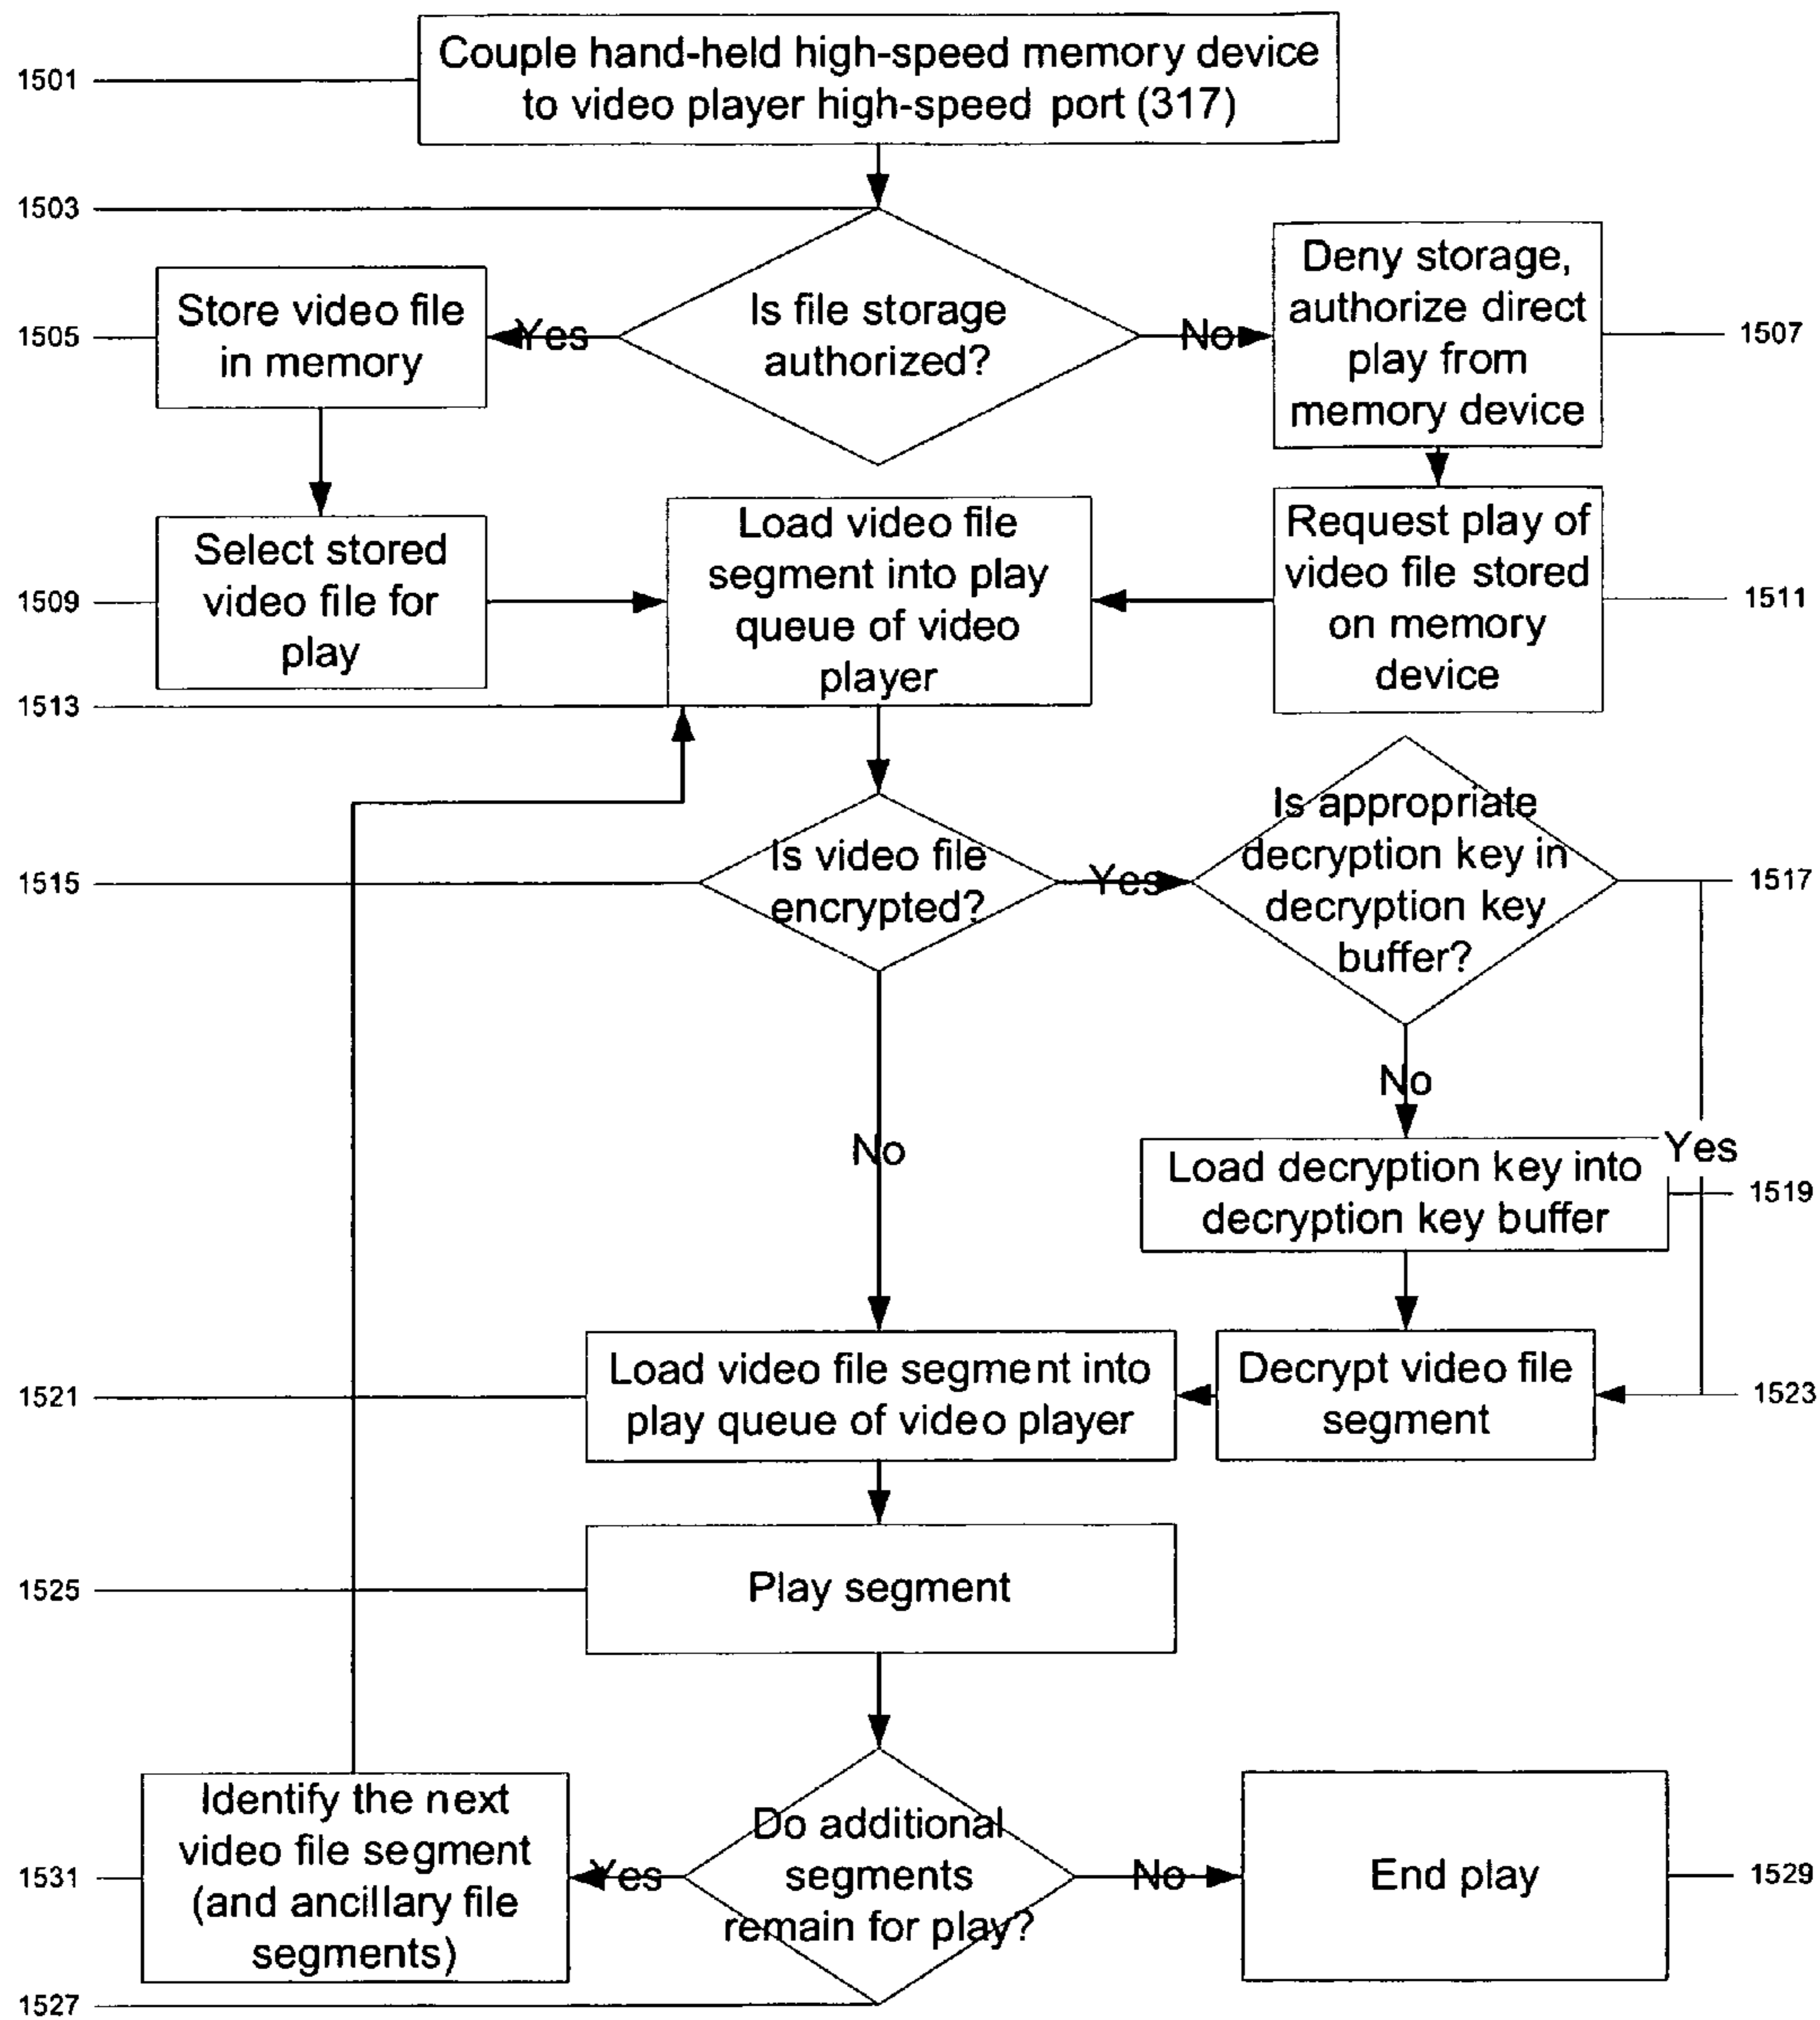 Couple hand-held high-speed memory device
to video player high-speed port (317)
1501
1503
Store video file
in memory
1505
Yes
Is file storage
authorized?
No
Deny storage,
authorize direct
play from
memory device
1507
Select stored
video file for
play
1509
Load video file
segment into play
queue of video
player
Request play of
video file stored
on memory
device
1511
1513
1515
Is video file
encrypted?
Yes
Is appropriate
decryption key in
decryption key
buffer?
1517
No
No
Yes
Load decryption key into
decryption key buffer
1519
1521
Load video file segment into
play queue of video player
Decrypt video file
segment
1523
1525
Play segment
1531
Identify the next
video file segment
(and ancillary file
segments)
Yes
Do additional
segments
remain for play?
No
End play
1529
1527